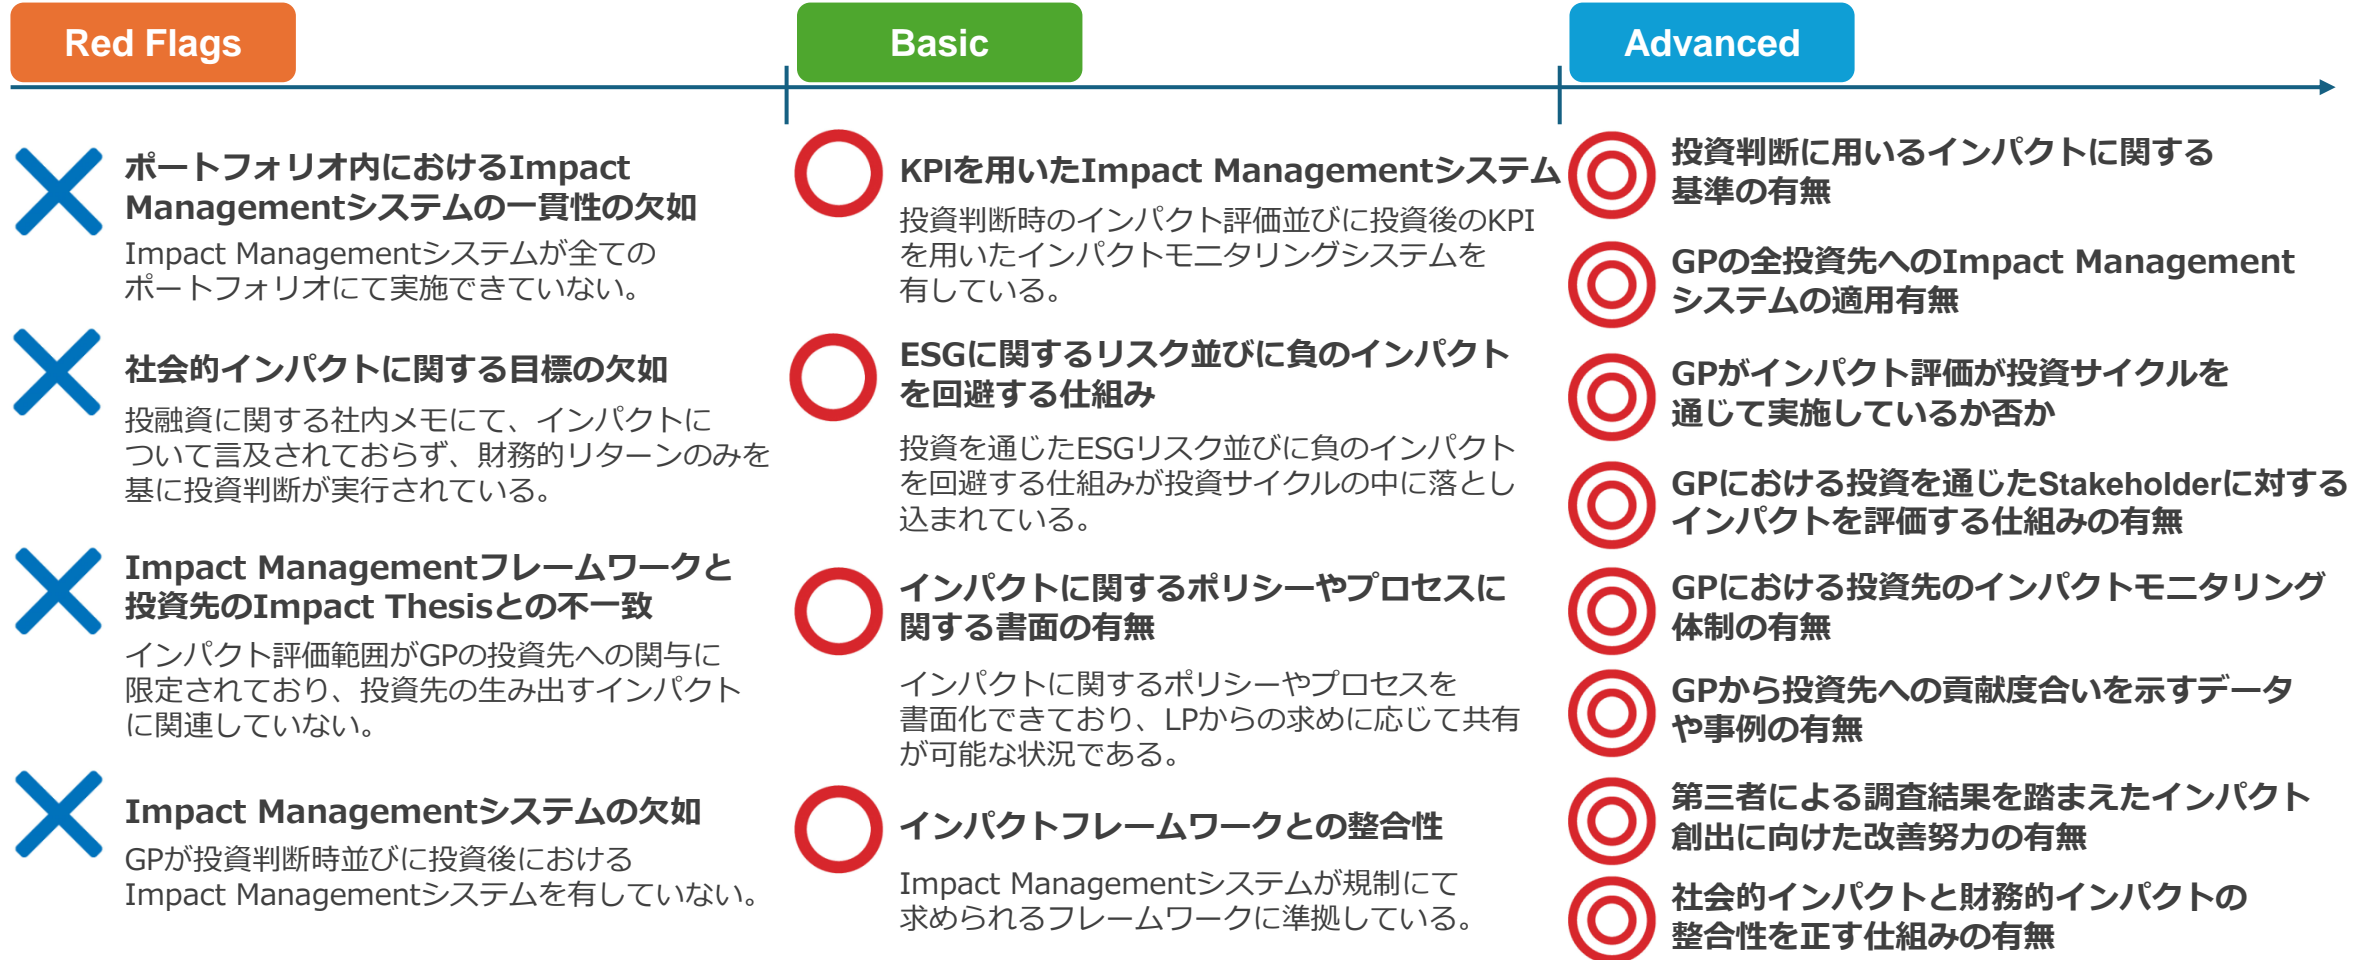 Red Flags
Basic
Advanced
ポートフォリオ内におけるImpact
Managementシステムの一貫性の欠如
Impact Managementシステムが全ての
ポートフォリオにて実施できていない。
社会的インパクトに関する目標の欠如
投融資に関する社内メモにて、インパクトに
ついて言及されておらず、財務的リターンのみを
基に投資判断が実行されている。
Impact Managementフレームワークと
投資先のImpact Thesisとの不一致
インパクト評価範囲がGPの投資先への関与に
限定されており、投資先の生み出すインパクト
に関連していない。
Impact Managementシステムの欠如
GPが投資判断時並びに投資後における
Impact Managementシステムを有していない。
KPIを用いたImpact Managementシステム
投資判断時のインパクト評価並びに投資後のKPI
を用いたインパクトモニタリングシステムを
有している。
ESGに関するリスク並びに負のインパクト
を回避する仕組み
投資を通じたESGリスク並びに負のインパクト
を回避する仕組みが投資サイクルの中に落とし
込まれている。
インパクトに関するポリシーやプロセスに
関する書面の有無
インパクトに関するポリシーやプロセスを
書面化できており、LPからの求めに応じて共有
が可能な状況である。
インパクトフレームワークとの整合性
Impact Managementシステムが規制にて
求められるフレームワークに準拠している。
投資判断に用いるインパクトに関する
基準の有無
GPの全投資先へのImpact Management
システムの適用有無
GPがインパクト評価が投資サイクルを
通じて実施しているか否か
GPにおける投資を通じたStakeholderに対する
インパクトを評価する仕組みの有無
GPにおける投資先のインパクトモニタリング
体制の有無
GPから投資先への貢献度合いを示すデータ
や事例の有無
第三者による調査結果を踏まえたインパクト
創出に向けた改善努力の有無
社会的インパクトと財務的インパクトの
整合性を正す仕組みの有無